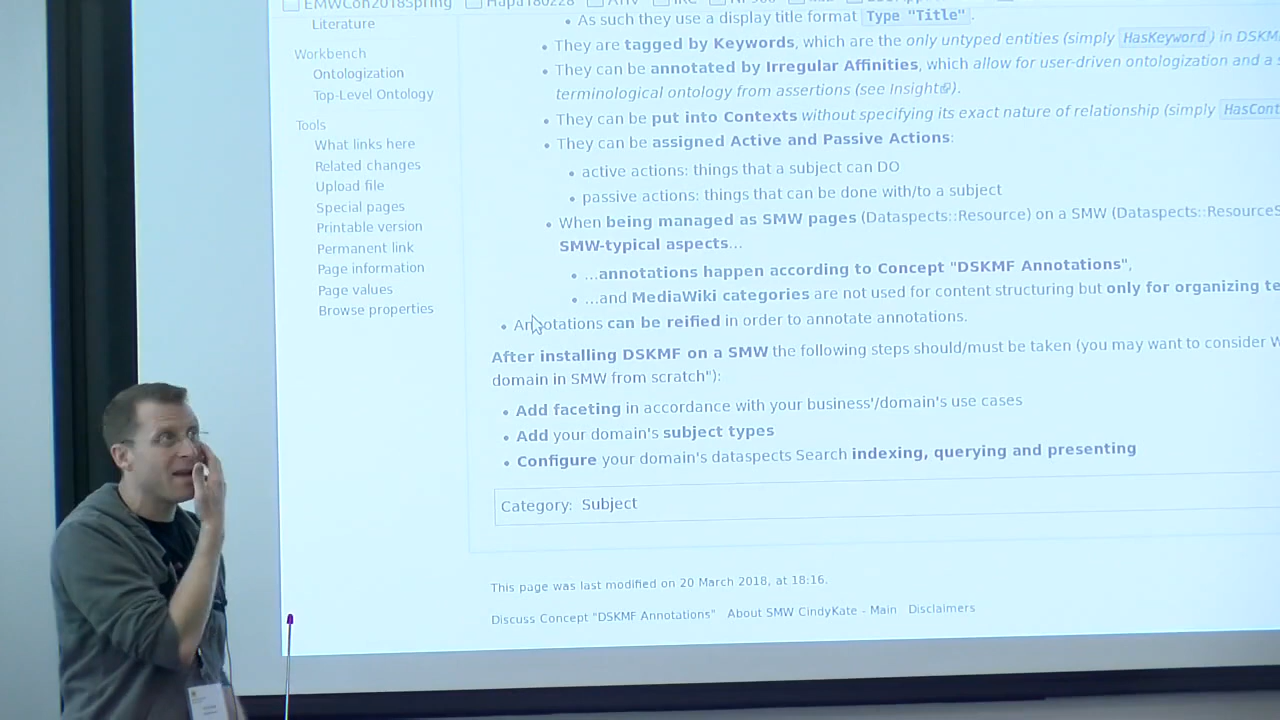 EMWCon2018Spring
Literature
Workbench
Ontologization
Top-Level Ontology
Tools
What links here
Related changes
Upload file
Special pages
Printable version
Permanent link
Page information
Page values
Browse properties
• As such they use a display title format Type "Title".
• They are tagged by Keywords, which are the only untyped entities (simply HasKeyword) in DSKM
• They can be annotated by Irregular Affinities, which allow for user-driven ontologization and a s
terminological ontology from assertions (see Insight).
• They can be put into Contexts without specifying its exact nature of relationship (simply HasCont
• They can be assigned Active and Passive Actions:
• active actions: things that a subject can DO
• passive actions: things that can be done with/to a subject
• When being managed as SMW pages (Dataspects::Resource) on a SMW (Dataspects::ResourceS
SMW-typical aspects...
• ...annotations happen according to Concept "DSKMF Annotations",
• ...and MediaWiki categories are not used for content structuring but only for organizing te
• Annotations can be reified in order to annotate annotations.
After installing DSKMF on a SMW the following steps should/must be taken (you may want to consider W
domain in SMW from scratch"):
• Add faceting in accordance with your business'/domain's use cases
• Add your domain's subject types
• Configure your domain's dataspects Search indexing, querying and presenting
Category: Subject
This page was last modified on 20 March 2018, at 18:16.
Discuss Concept "DSKMF Annotations" About SMW CindyKate - Main Disclaimers